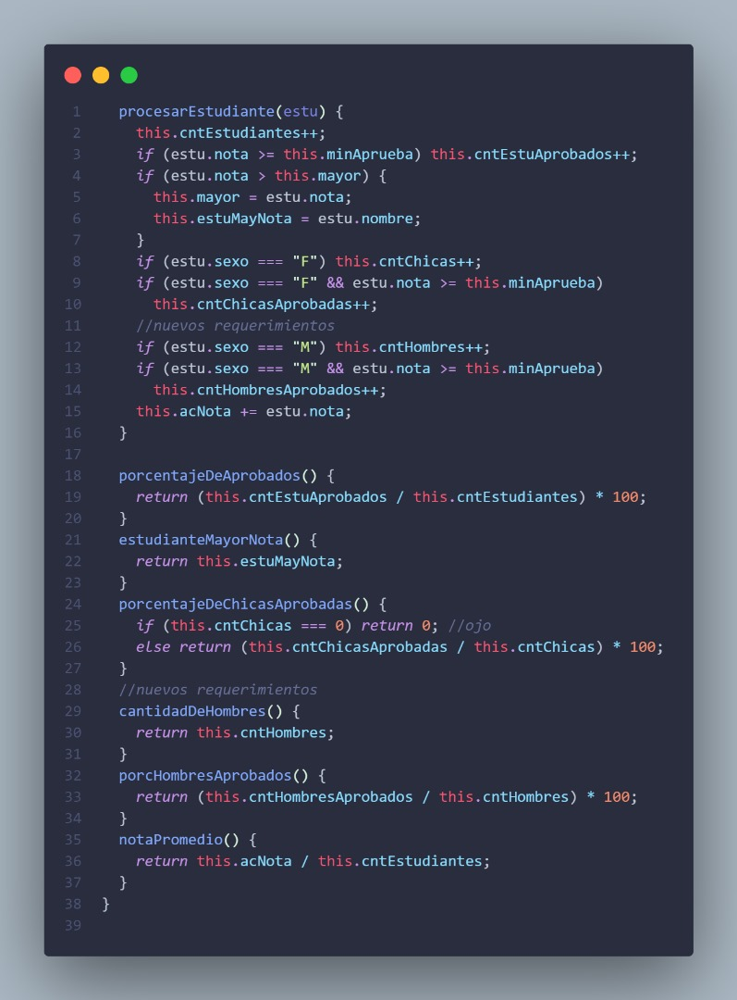 1 procesarEstudiante(estu) {
2 this.cntEstudiantes++;
3 if (estu.nota >= this.minAprueba) this.cntEstuAprobados++;
4 if (estu.nota > this.mayor) {
5 this.mayor = estu.nota;
6 this.estuMayNota = estu.nombre;
7 }
8 if (estu.sexo === "F") this.cntChicas++;
9 if (estu.sexo === "F" && estu.nota >= this.minAprueba)
10 this.cntChicasAprobadas++;
11 //nuevos requerimientos
12 if (estu.sexo === "M") this.cntHombres++;
13 if (estu.sexo === "M" && estu.nota >= this.minAprueba)
14 this.cntHombresAprobados++;
15 this.acNota += estu.nota;
16 }
17
18 porcentajeDeAprobados() {
19 return (this.cntEstuAprobados / this.cntEstudiantes) * 100;
20 }
21 estudianteMayorNota() {
22 return this.estuMayNota;
23 }
24 porcentajeDeChicasAprobadas() {
25 if (this.cntChicas === 0) return 0; //ojo
26 else return (this.cntChicasAprobadas / this.cntChicas) * 100;
27 }
28 //nuevos requerimientos
29 cantidadDeHombres() {
30 return this.cntHombres;
31 }
32 porcHombresAprobados() {
33 return (this.cntHombresAprobados / this.cntHombres) * 100;
34 }
35 notaPromedio() {
36 return this.acNota / this.cntEstudiantes;
37 }
38 }
39